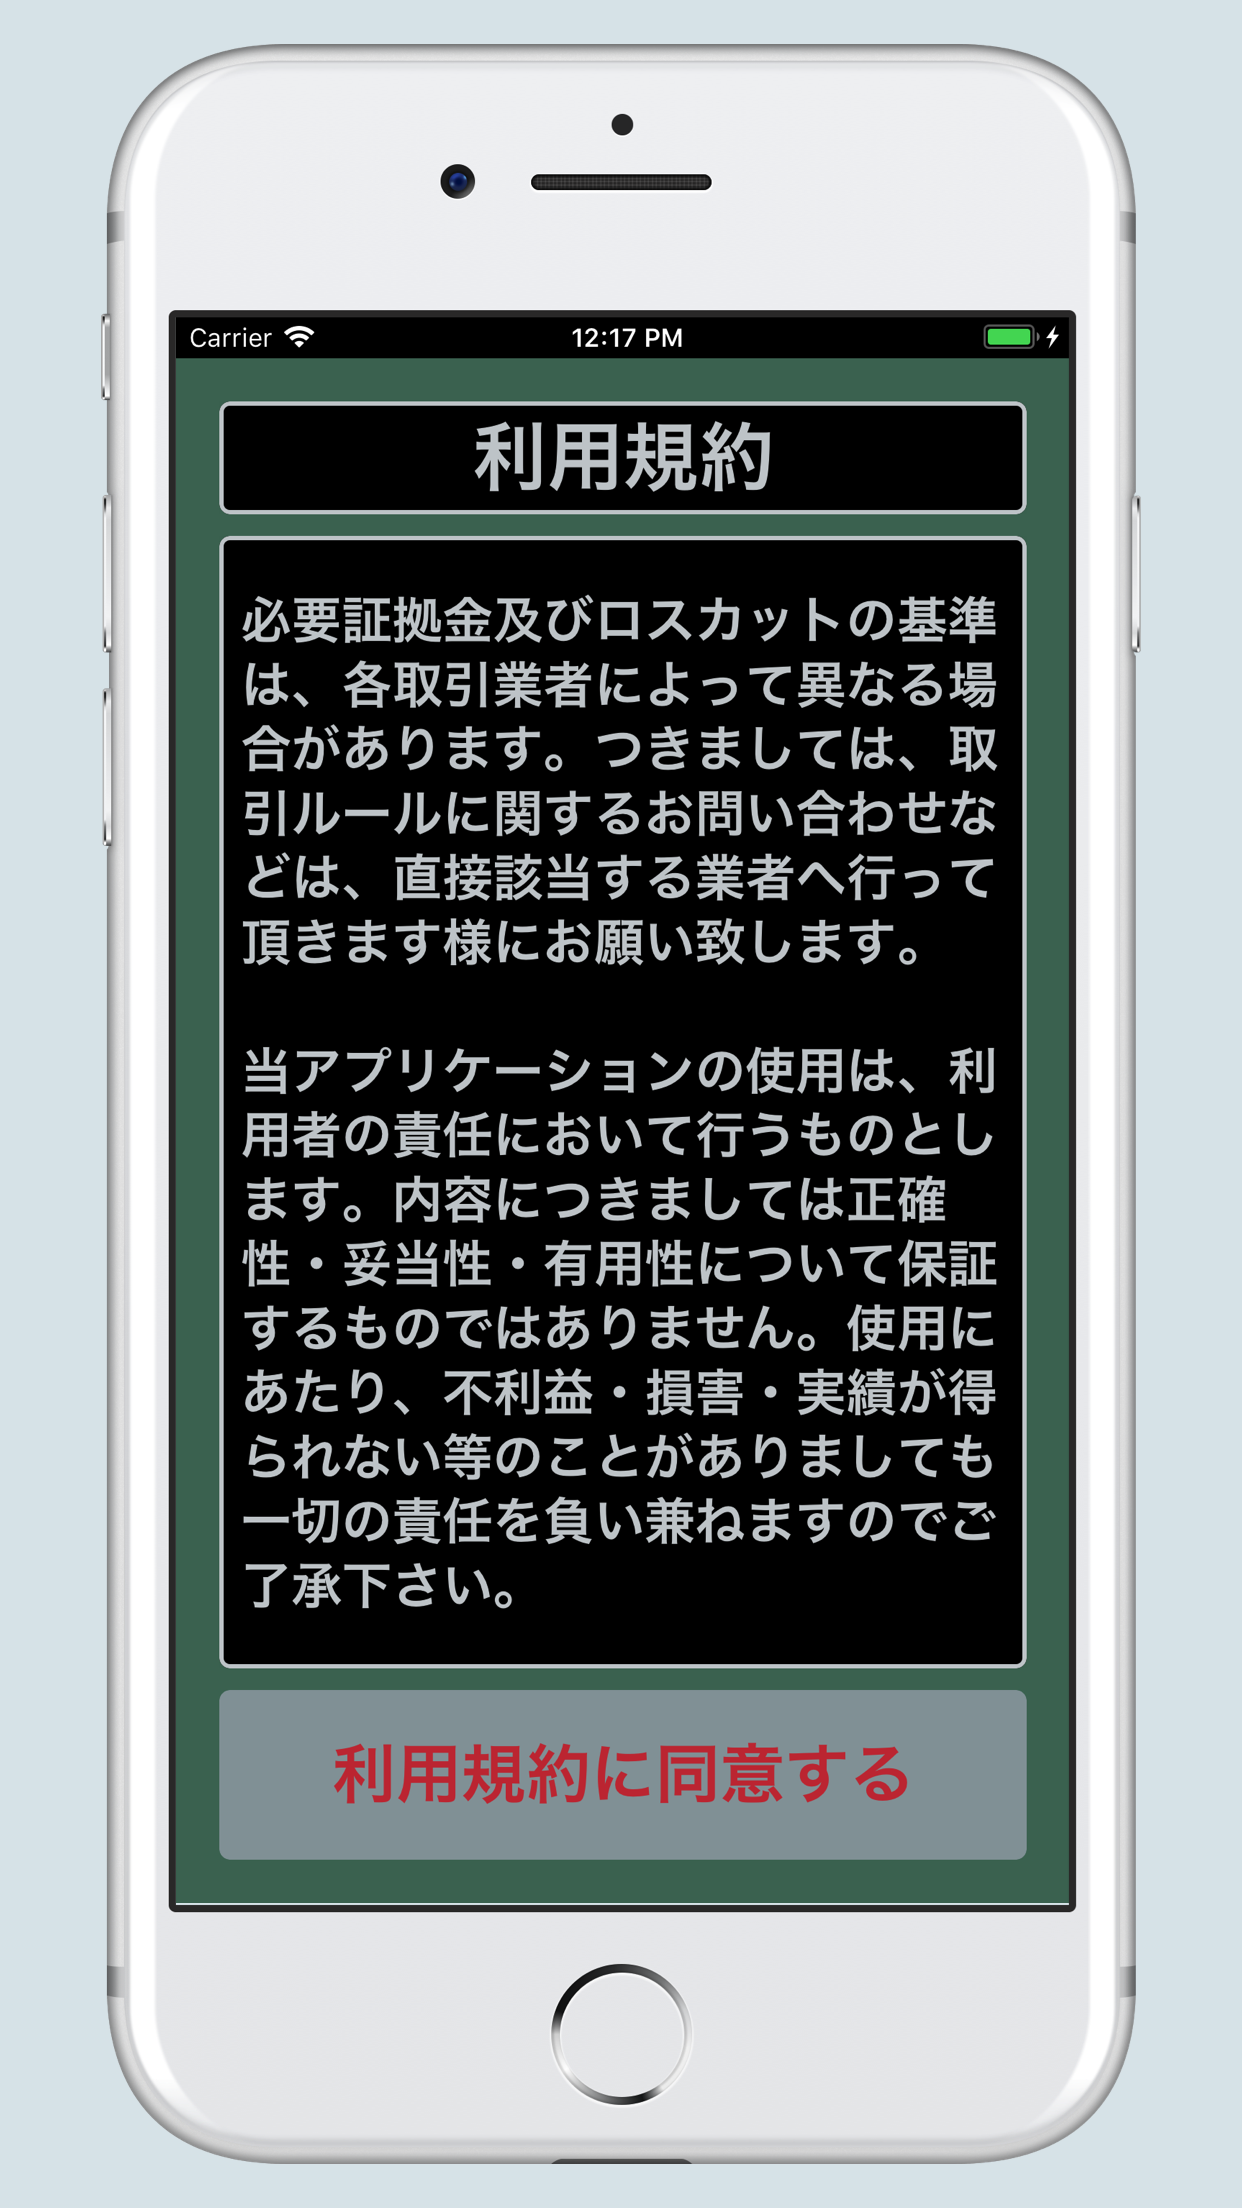 Carrier 12:17 PM
利用規約
必要証拠金及びロスカットの基準
は、各取引業者によって異なる場
合があります。つきましては、取
引ルールに関するお問い合わせな
どは、直接該当する業者へ行って
頂きます様にお願い致します。
当アプリケーションの使用は、利
用者の責任において行うものとし
ます。内容につきましては正確
性・妥当性・有用性について保証
するものではありません。使用に
あたり、不利益・損害・実績が得
られない等のことがありましても
一切の責任を負い兼ねますのでご
了承下さい。
利用規約に同意する